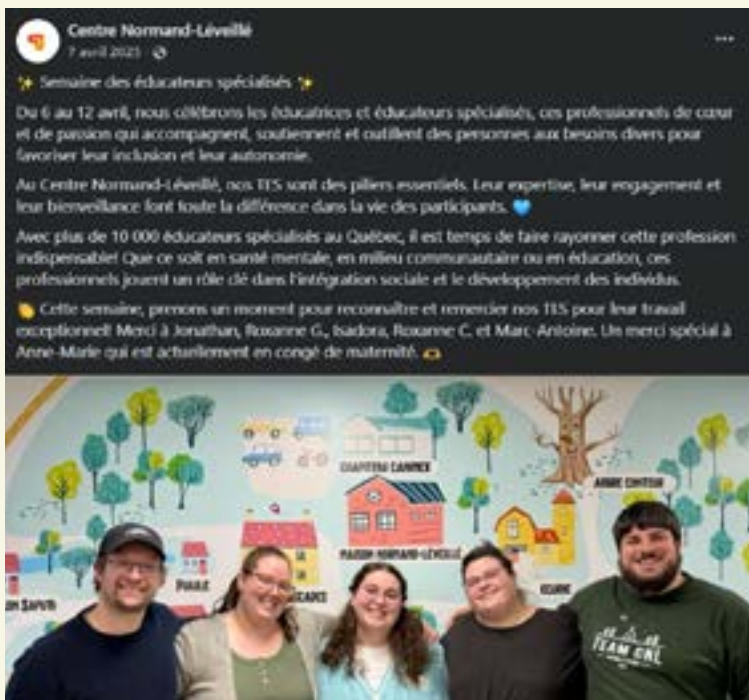 Centre Normand-Léveillé
7 avril 2025
✨ Semaine des éducateurs spécialisés ✨
Du 6 au 12 avril, nous célébrons les éducatrices et éducateurs spécialisés, ces professionnels de cœur
et de passion qui accompagnent, soutiennent et outillent des personnes aux besoins divers pour
favoriser leur inclusion et leur autonomie.
Au Centre Normand-Léveillé, nos TES sont des piliers essentiels. Leur expertise, leur engagement et
leur bienveillance font toute la différence dans la vie des participants. 💙
Avec plus de 10 000 éducateurs spécialisés au Québec, il est temps de faire rayonner cette profession
indispensable! Que ce soit en santé mentale, en milieu communautaire ou en éducation, ces
professionnels jouent un rôle clé dans l'intégration sociale et le développement des individus.
👏 Cette semaine, prenons un moment pour reconnaître et remercier nos TES pour leur travail
exceptionnel! Merci à Jonathan, Roxanne G., Isadora, Roxanne C. et Marc-Antoine. Un merci spécial à
Anne-Marie qui est actuellement en congé de maternité. 🫶
CHAPITEAU CANIMEX
ARBRE CONTEUR
MAISON NORMAND-LÉVEILLÉ
ÉCURIE
TEAM CNL